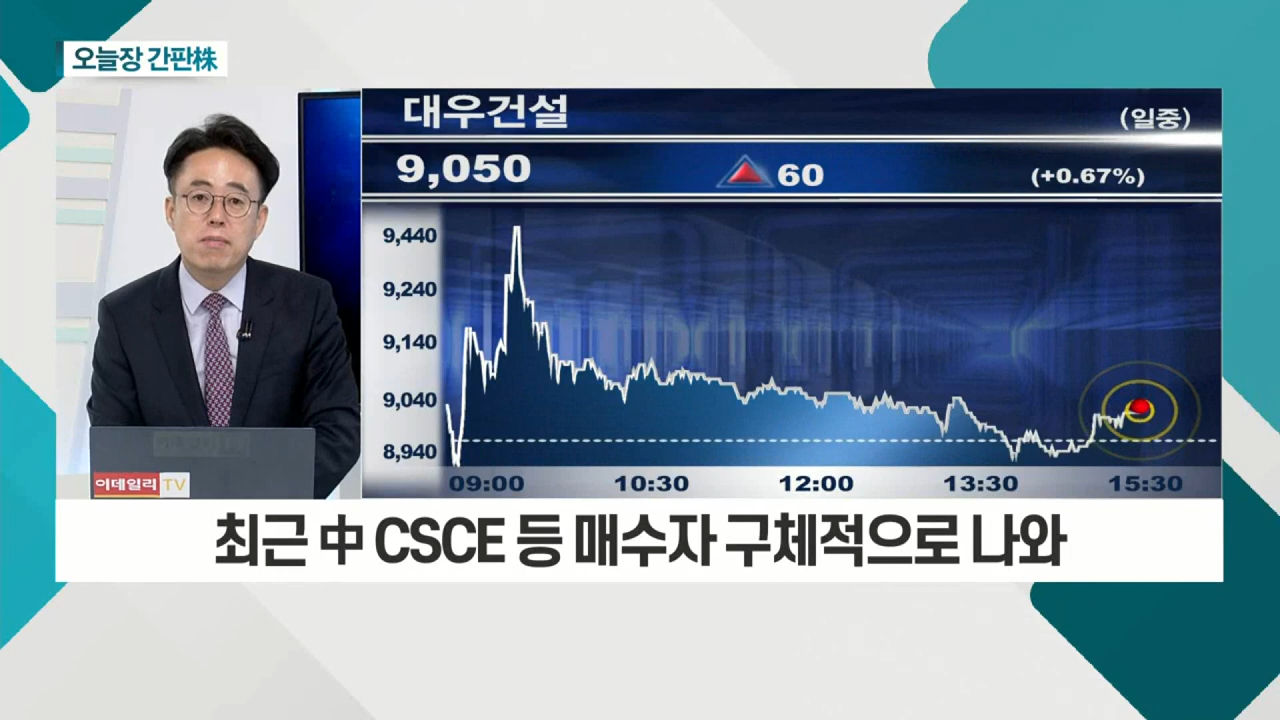 오늘장 간판株
대우건설
(일중)
9,050
60
(+0.67%)
9,440
9,240
9,140
9,040
8,940
09:00
10:30
12:00
13:30
15:30
이데일리 TV
최근 中 CSCE 등 매수자 구체적으로 나와